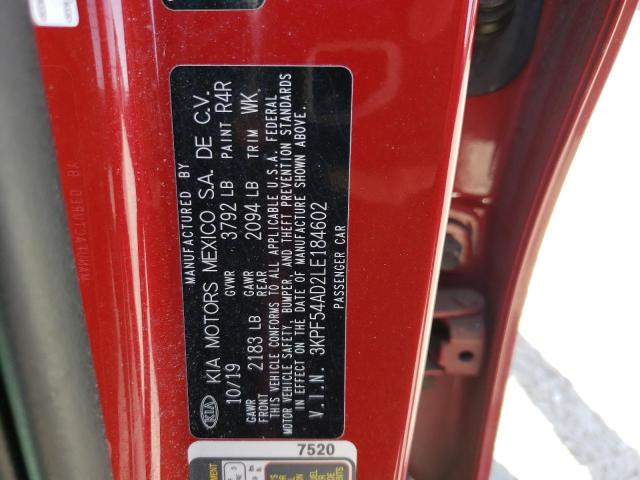 MANUFACTURED BY
KIA KIA MOTORS MEXICO S.A. DE C.V.
10/19 GVWR 3792 LB PAINT R4R
GAWR FRONT 2183 LB GAWR REAR 2094 LB TRIM WK
THIS VEHICLE CONFORMS TO ALL APPLICABLE U.S.A. FEDERAL
MOTOR VEHICLE SAFETY, BUMPER, AND THEFT PREVENTION STANDARDS
IN EFFECT ON THE DATE OF MANUFACTURE SHOWN ABOVE.
V.I.N. 3KPF54AD2LE184602
PASSENGER CAR
7520